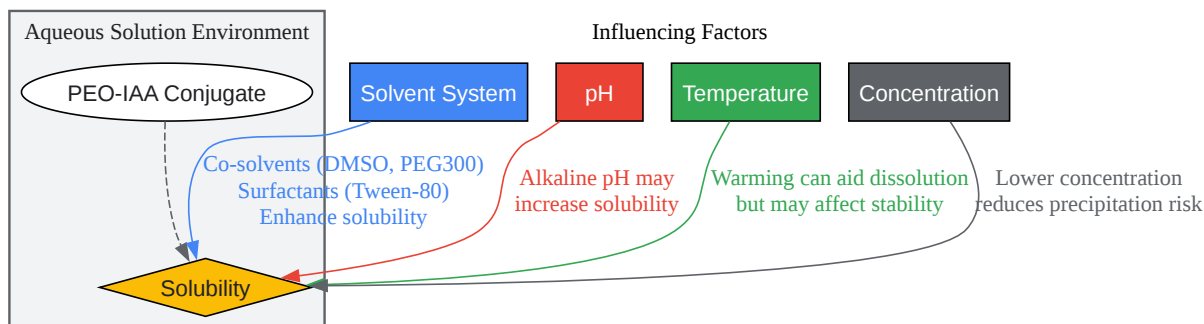 Aqueous Solution Environment
Influencing Factors
PEO-IAA Conjugate
Solvent System
pH
Temperature
Concentration
Co-solvents (DMSO, PEG300)
Surfactants (Tween-80)
Enhance solubility
Alkaline pH may
increase solubility
Warming can aid dissolution
but may affect stability
Lower concentration
reduces precipitation risk
Solubility